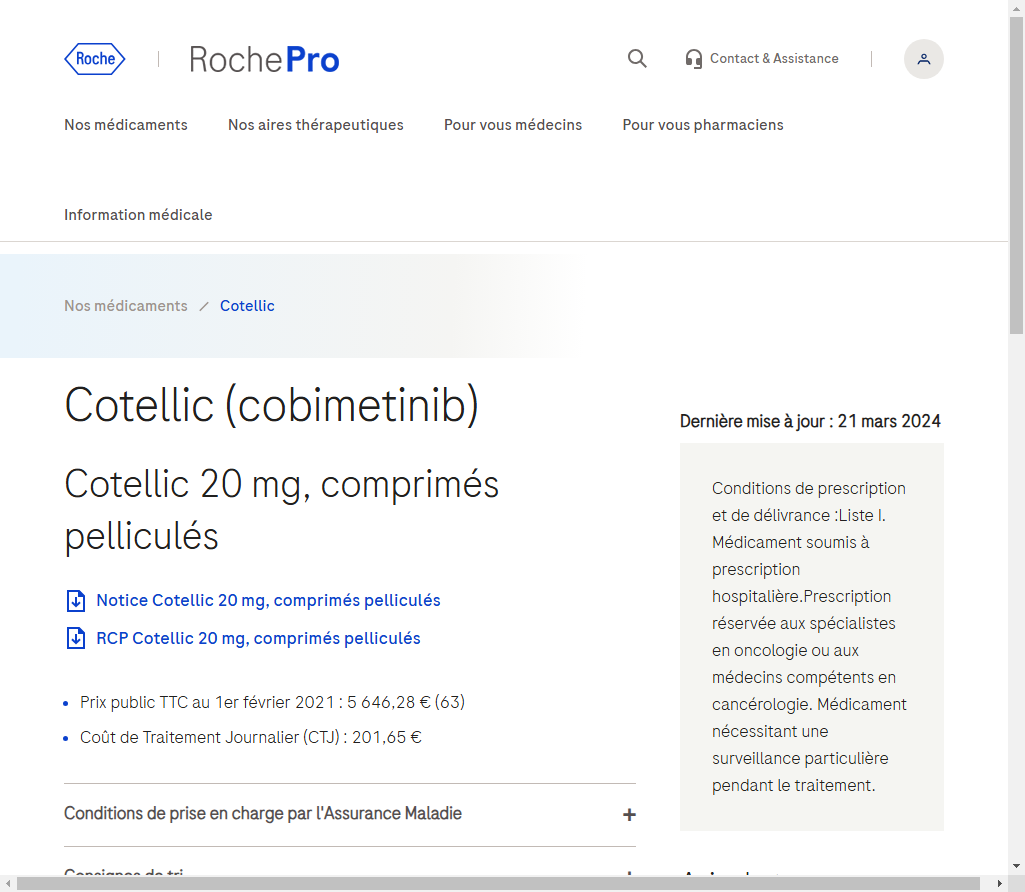 Roche
RochePro
Contact & Assistance
Nos médicaments
Nos aires thérapeutiques
Pour vous médecins
Pour vous pharmaciens
Information médicale
Nos médicaments / Cotellic
Cotellic (cobimetinib)
Cotellic 20 mg, comprimés
pelliculés
Notice Cotellic 20 mg, comprimés pelliculés
RCP Cotellic 20 mg, comprimés pelliculés
Prix public TTC au 1er février 2021 : 5 646,28 € (63)
Coût de Traitement Journalier (CTJ) : 201,65 €
Conditions de prise en charge par l'Assurance Maladie
Consignes de tri
Dernière mise à jour : 21 mars 2024
Conditions de prescription
et de délivrance :Liste I.
Médicament soumis à
prescription
hospitalière.Prescription
réservée aux spécialistes
en oncologie ou aux
médecins compétents en
cancérologie. Médicament
nécessitant une
surveillance particulière
pendant le traitement.